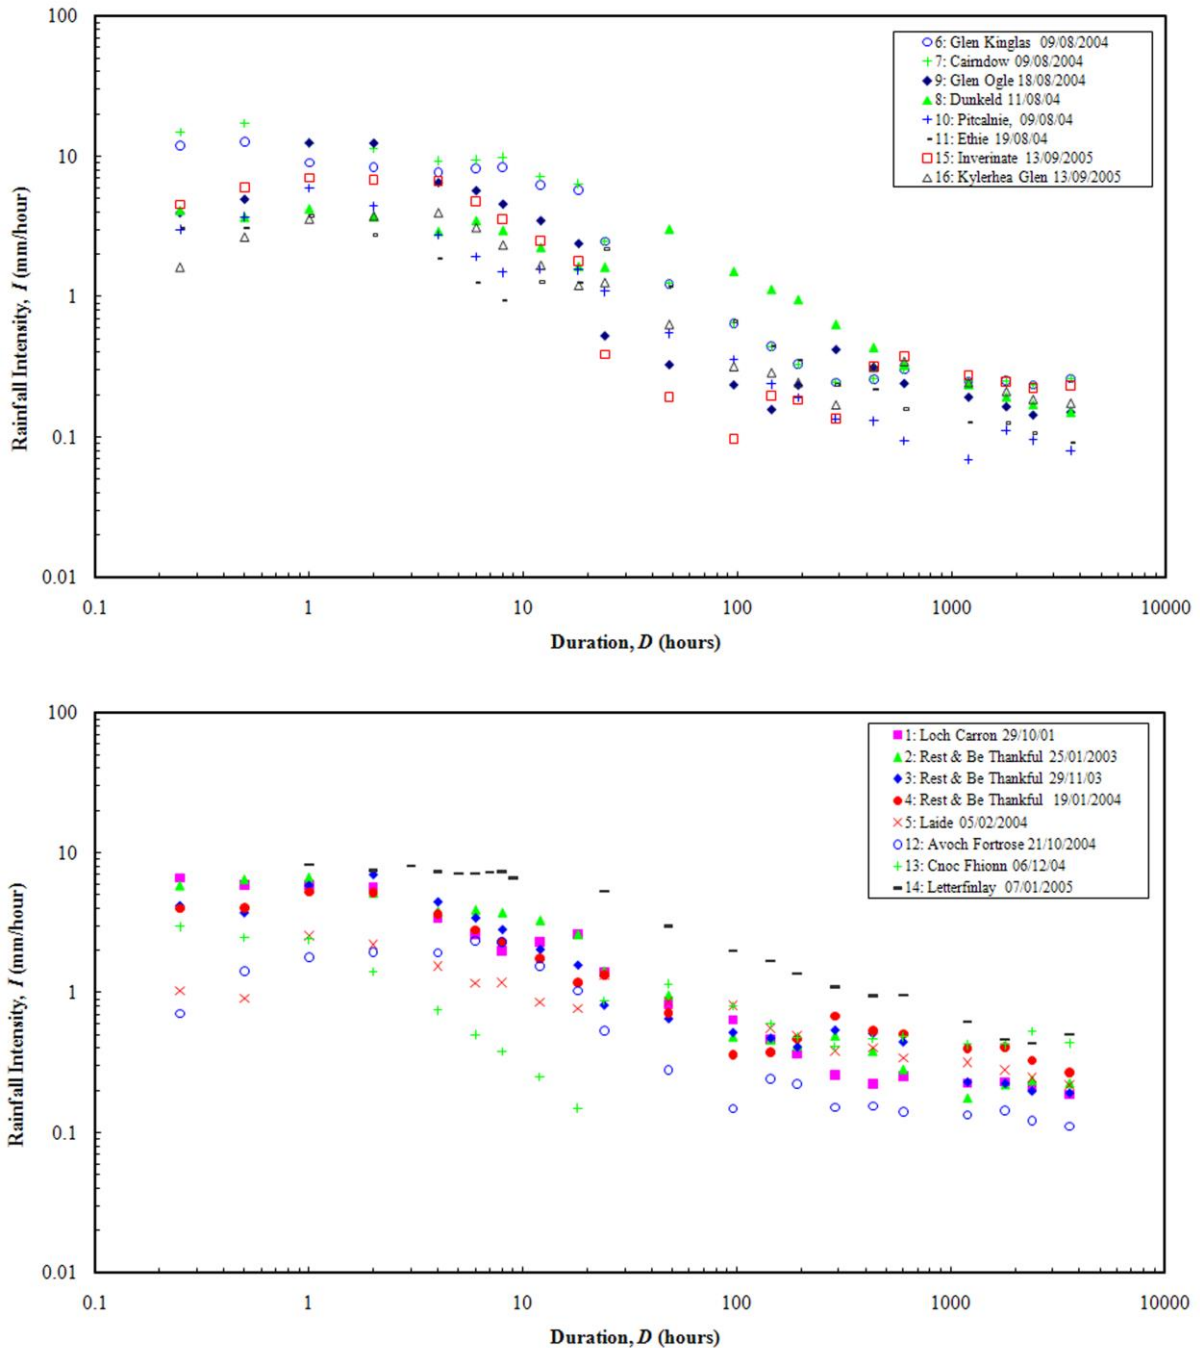 100
10
1
0.1
0.01
Rainfall Intensity, I (mm/hour)
6: Glen Kinglas 09/08/2004
7: Cairndow 09/08/2004
9: Glen Ogle 18/08/2004
8: Dunkeld 11/08/04
10: Pitcalnie, 09/08/04
11: Ethie 19/08/04
15: Inverinate 13/09/2005
16: Kylerhea Glen 13/09/2005
0.1 1 10 100 1000 10000
Duration, D (hours)
100
10
1
0.1
0.01
Rainfall Intensity, I (mm/hour)
1: Loch Carron 29/10/01
2: Rest & Be Thankful 25/01/2003
3: Rest & Be Thankful 29/11/03
4: Rest & Be Thankful 19/01/2004
5: Laide 05/02/2004
12: Avoch Fortrose 21/10/2004
13: Cnoc Fhionn 06/12/04
14: Letterfinlay 07/01/2005
0.1 1 10 100 1000 10000
Duration, D (hours)